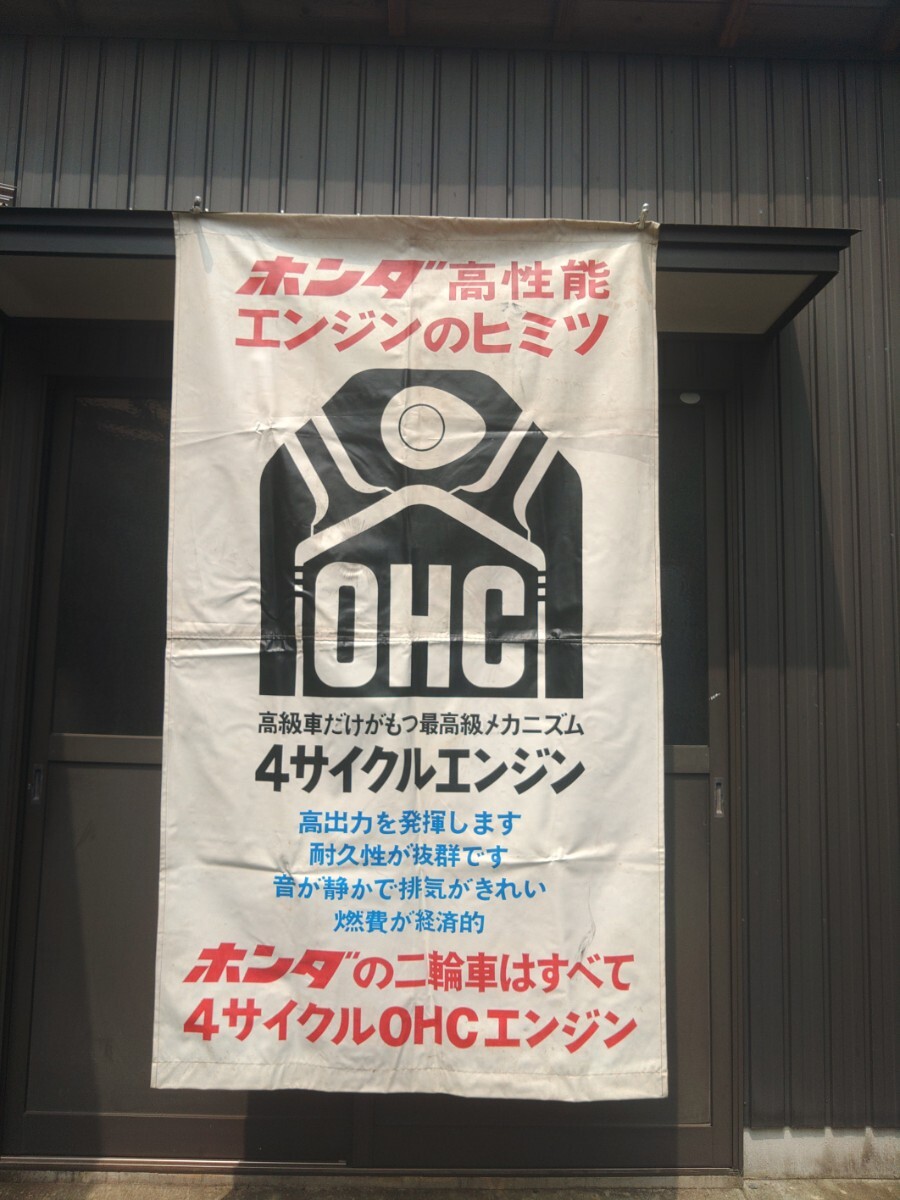 ホンダ高性能
エンジンのヒミツ
OHC
高級車だけがもつ最高級メカニズム
4サイクルエンジン
高出力を発揮します
耐久性が抜群です
音が静かで排気がきれい
燃費が経済的
ホンダの二輪車はすべて
4サイクルOHCエンジン